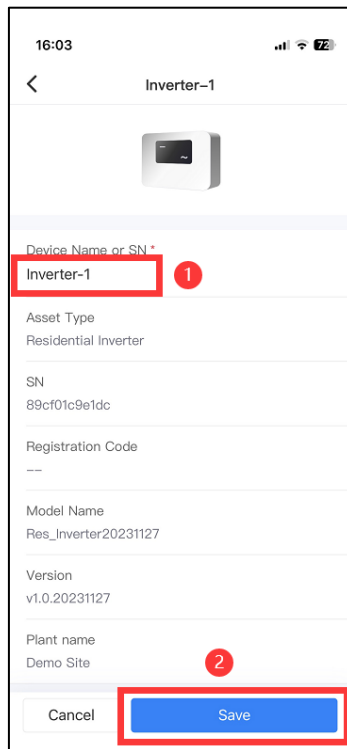 16:03
72
Inverter-1
Device Name or SN *
Inverter-1
1
Asset Type
Residential Inverter
SN
89cf01c9e1dc
Registration Code
--
Model Name
Res_Inverter20231127
Version
v1.0.20231127
Plant name
Demo Site
2
Cancel
Save